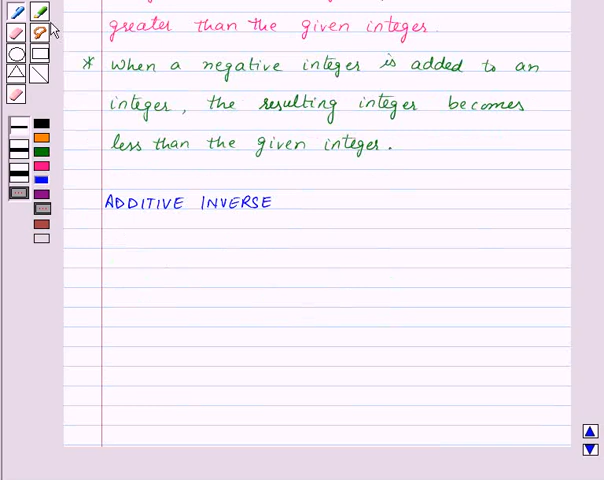 greater than the given integer.
* When a negative integer is added to an
integer, the resulting integer becomes
less than the given integer.
ADDITIVE INVERSE